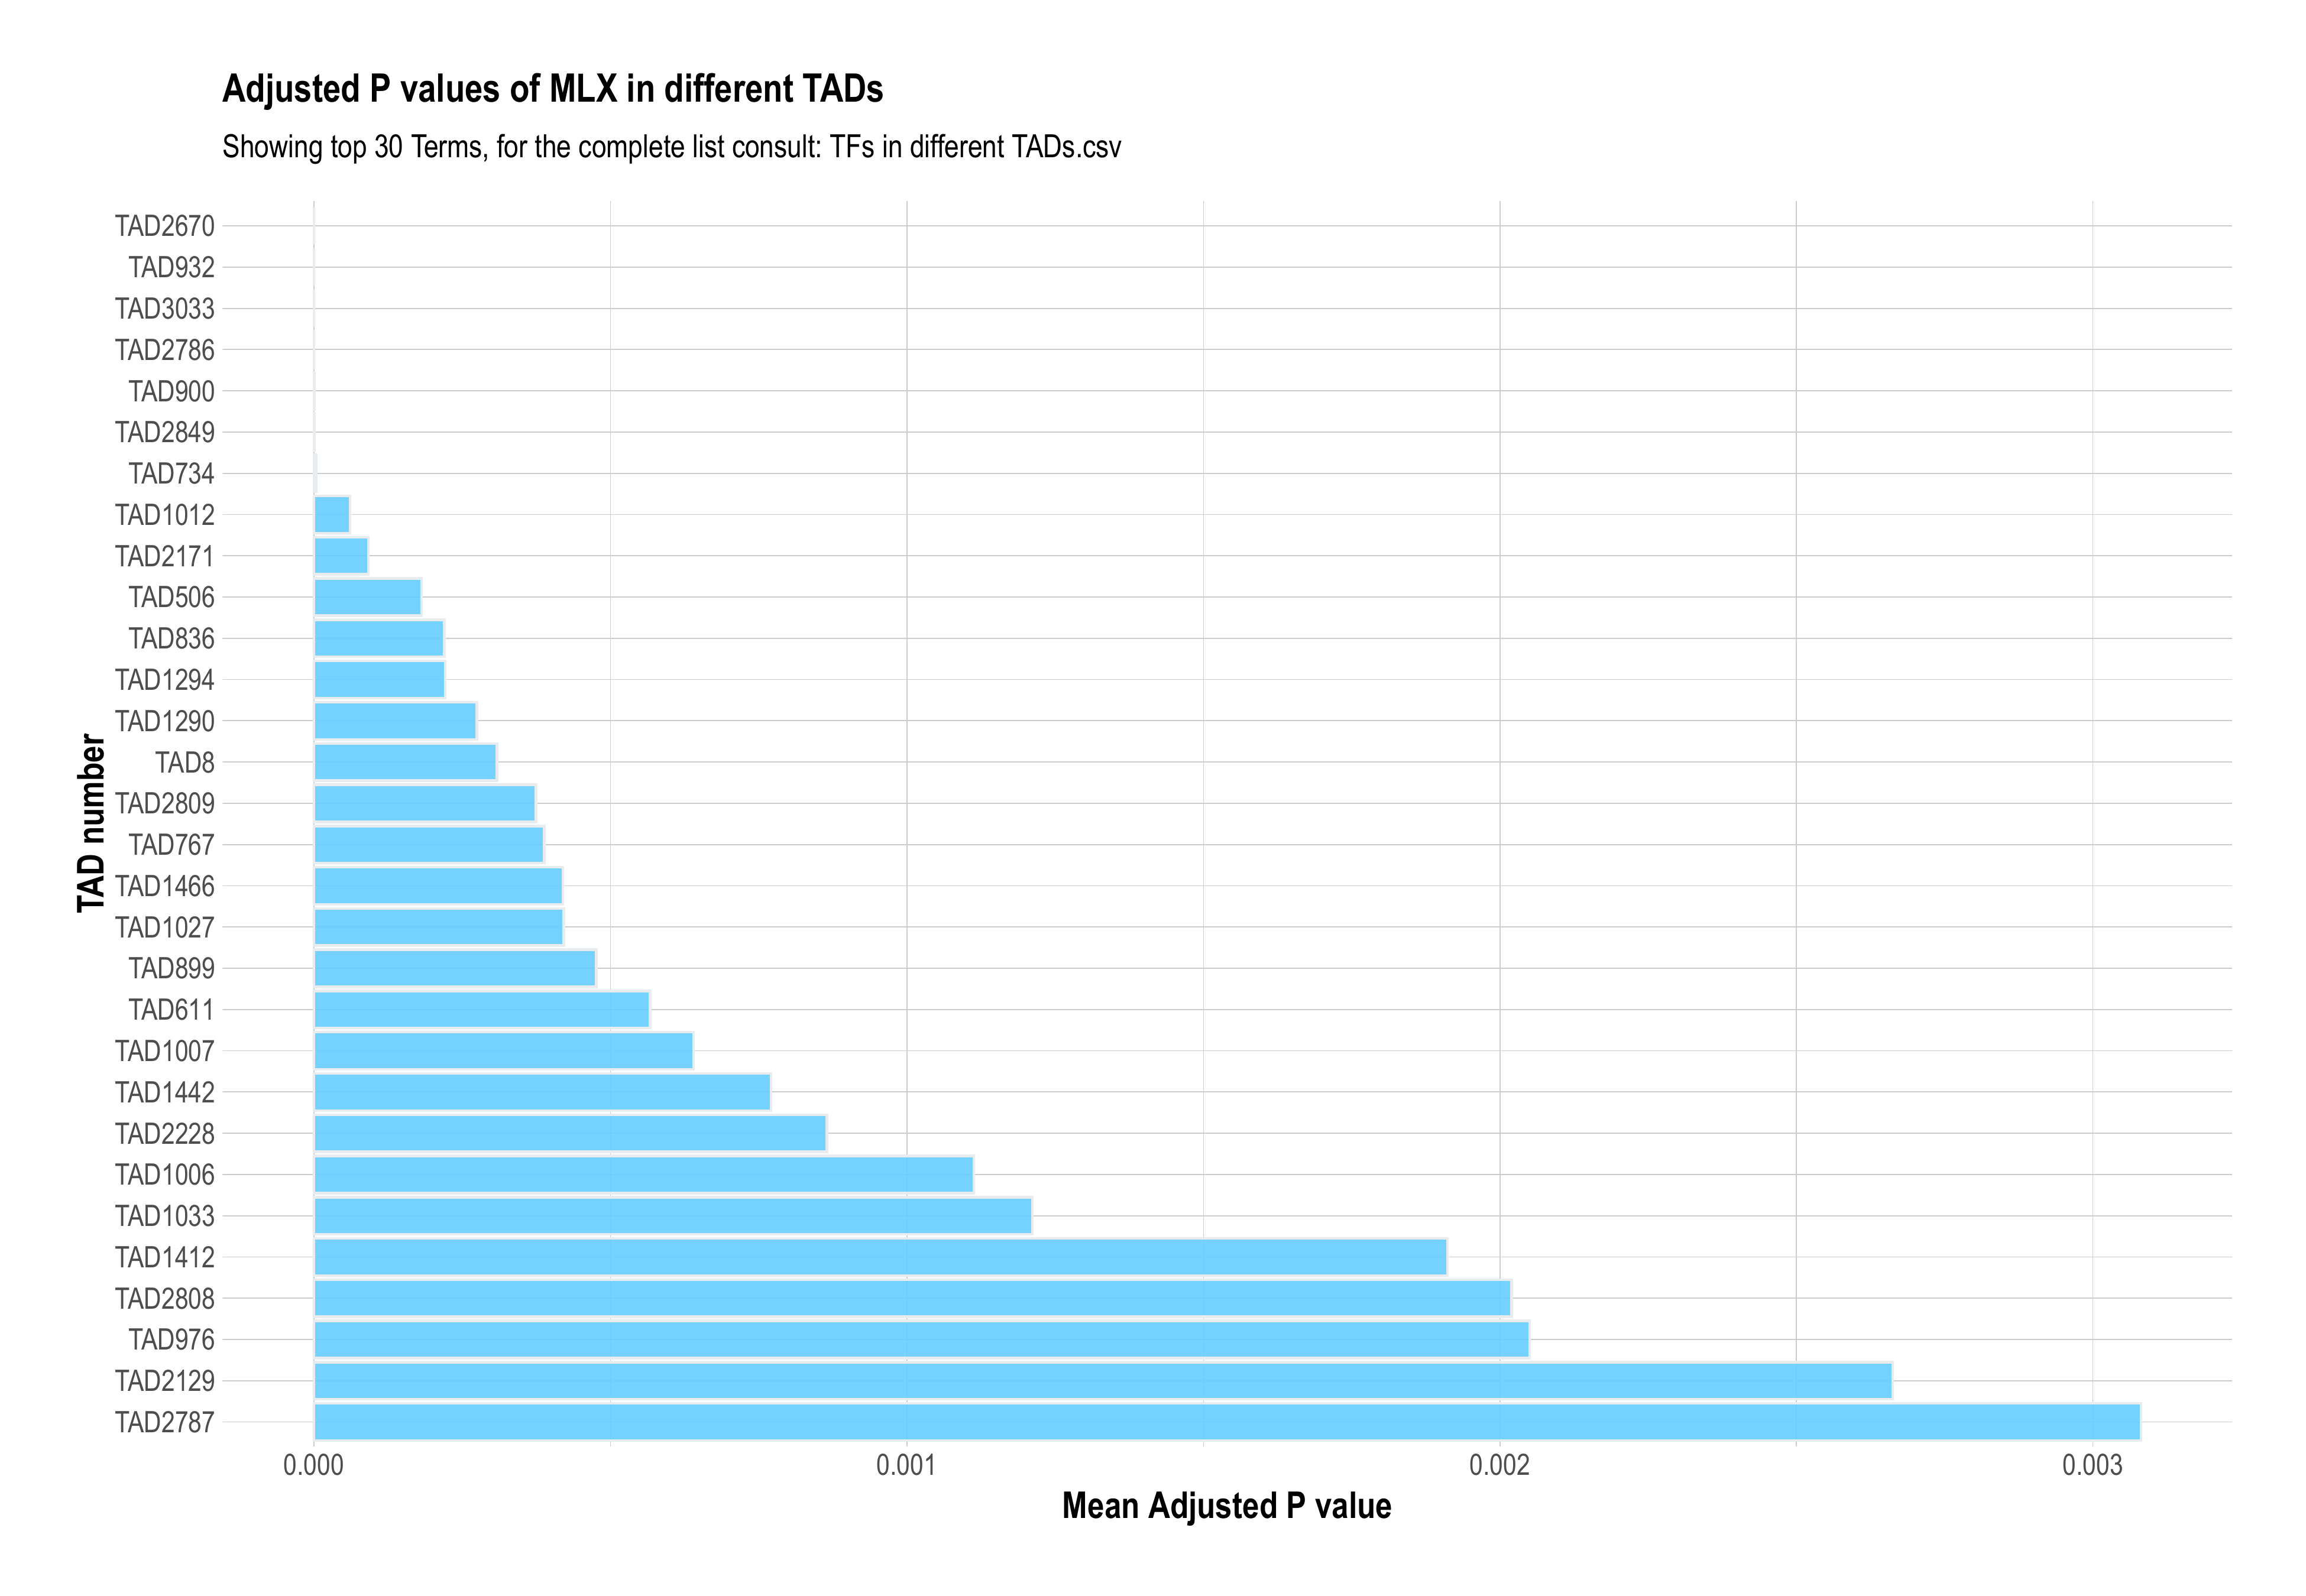 Adjusted P values of MLX in different TADs
Showing top 30 Terms, for the complete list consult: TFs in different TADs.csv
TAD number
TAD2670
TAD932
TAD3033
TAD2786
TAD900
TAD2849
TAD734
TAD1012
TAD2171
TAD506
TAD836
TAD1294
TAD1290
TAD8
TAD2809
TAD767
TAD1466
TAD1027
TAD899
TAD611
TAD1007
TAD1442
TAD2228
TAD1006
TAD1033
TAD1412
TAD2808
TAD976
TAD2129
TAD2787
0.000 0.001 0.002 0.003
Mean Adjusted P value